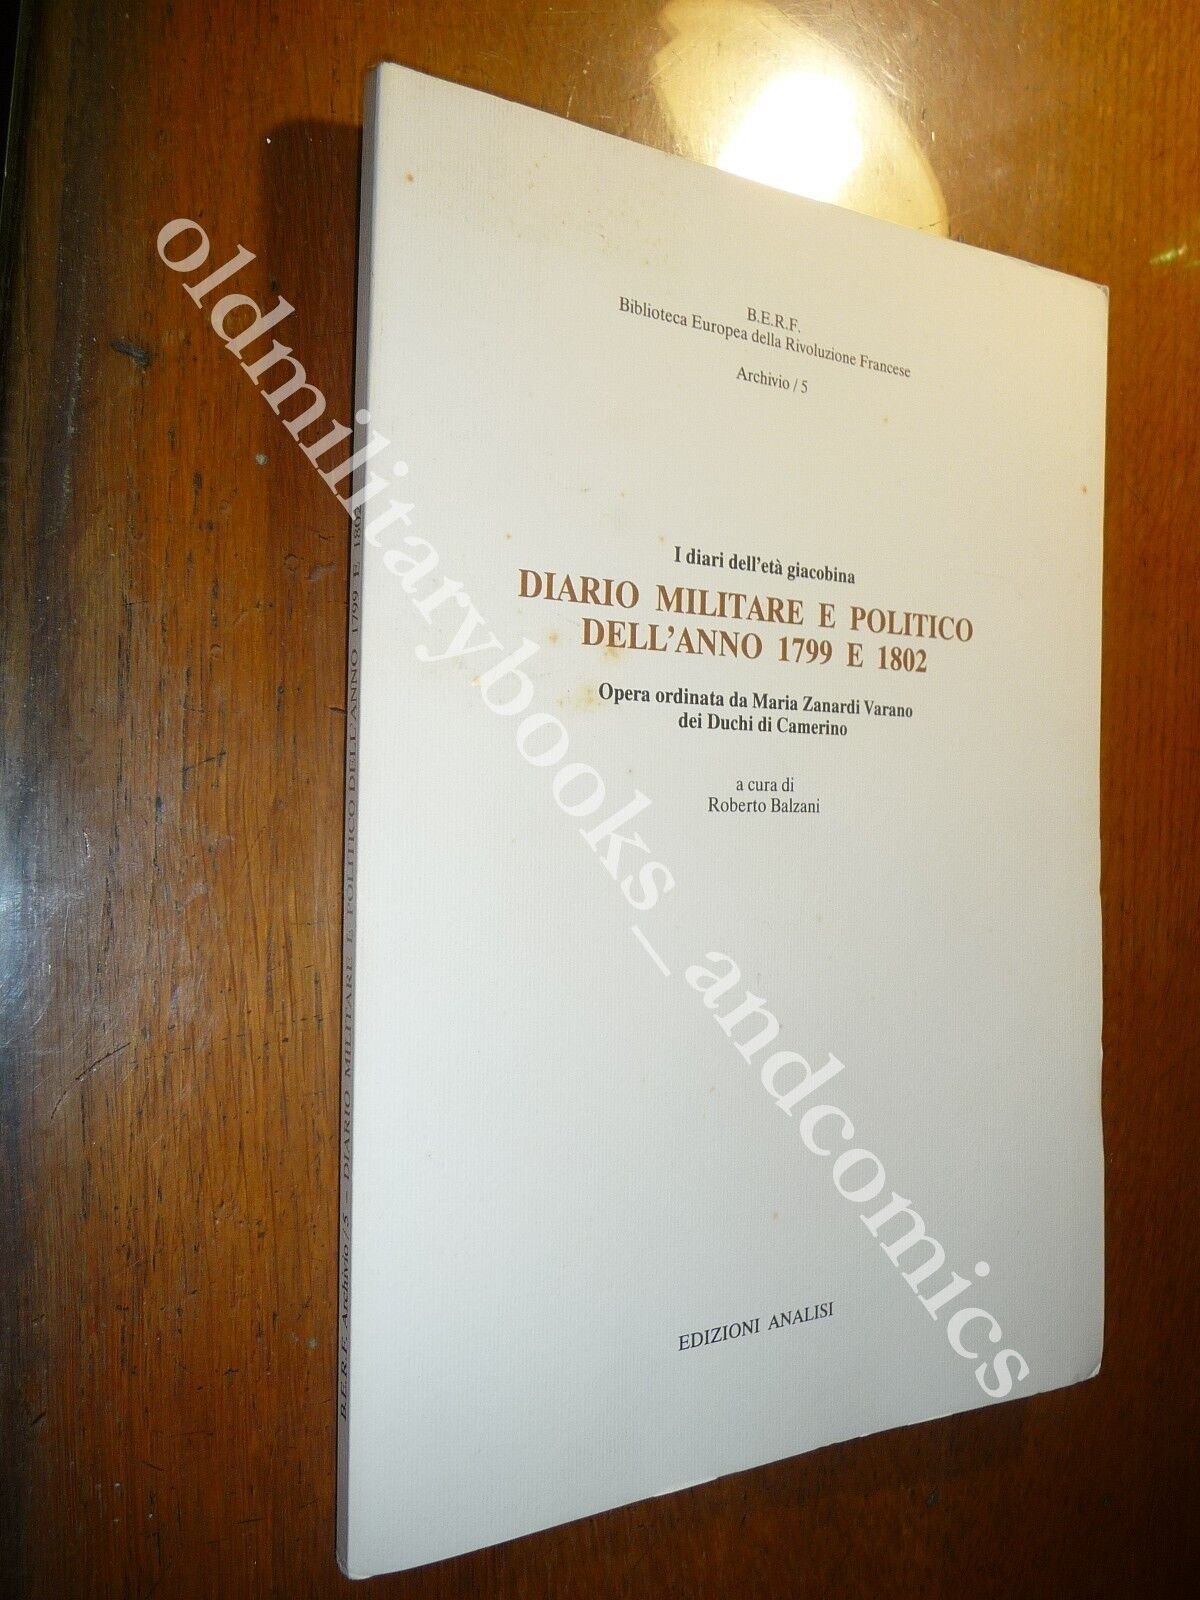 B.E.R.F.
Biblioteca Europea della Rivoluzione Francese
Archivio / 5
I diari dell'età giacobina
DIARIO MILITARE E POLITICO
DELL'ANNO 1799 E 1802
Opera ordinata da Maria Zanardi Varano
dei Duchi di Camerino
a cura di
Roberto Balzani
EDIZIONI ANALISI
B.E.R.F. Archivio / 5 – DIARIO MILITARE E POLITICO DELL'ANNO 1799 E 1802
oldmilitarybooks_andcomics